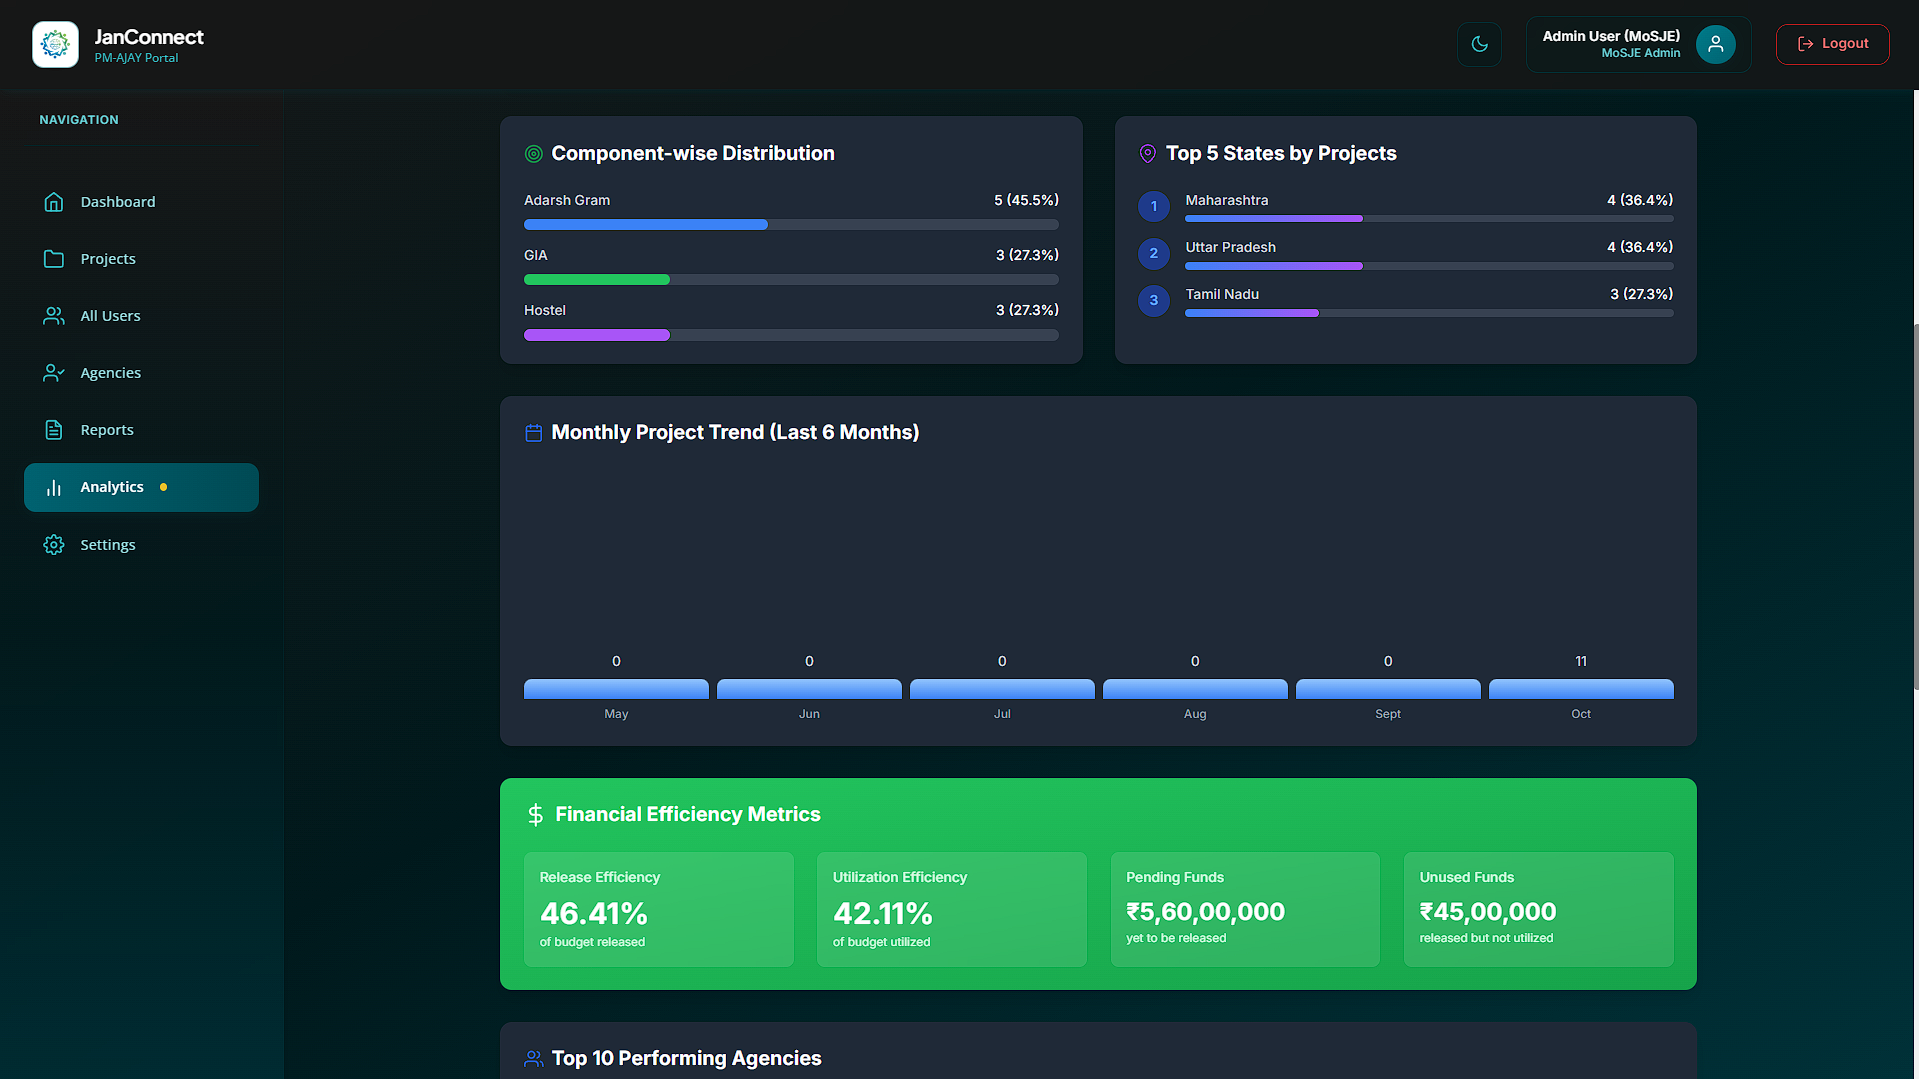 JanConnect
PM-AJAY Portal
Admin User (MoSJE)
MoSJE Admin
Logout
NAVIGATION
Dashboard
Projects
All Users
Agencies
Reports
Analytics
Settings
Component-wise Distribution
Adarsh Gram 5 (45.5%)
GIA 3 (27.3%)
Hostel 3 (27.3%)
Top 5 States by Projects
1 Maharashtra 4 (36.4%)
2 Uttar Pradesh 4 (36.4%)
3 Tamil Nadu 3 (27.3%)
Monthly Project Trend (Last 6 Months)
0 0 0 0 0 11
May Jun Jul Aug Sept Oct
Financial Efficiency Metrics
Release Efficiency
46.41%
of budget released
Utilization Efficiency
42.11%
of budget utilized
Pending Funds
₹5,60,00,000
yet to be released
Unused Funds
₹45,00,000
released but not utilized
Top 10 Performing Agencies